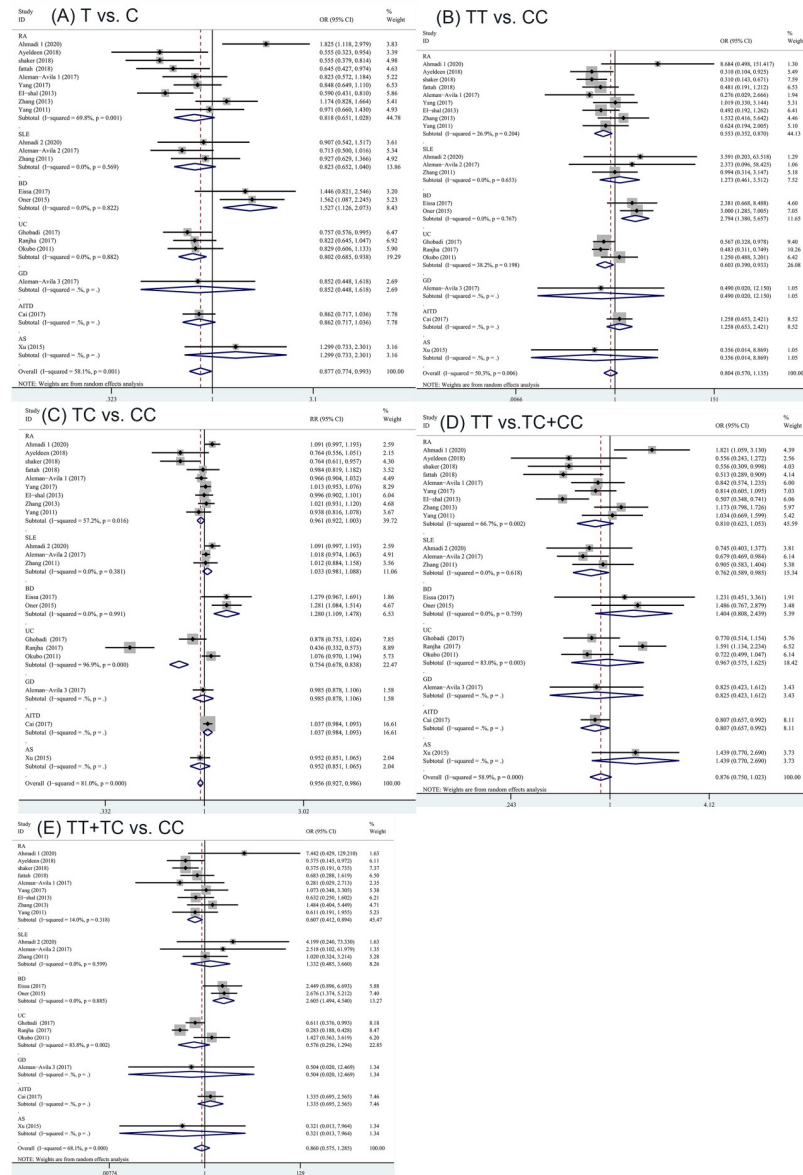 (A) T vs. C
Study
ID OR (95% CI) % Weight
RA
Ahmadi 1 (2020) 1.825 (1.118, 2.979) 3.83
Ayeldeen (2018) 0.555 (0.323, 0.954) 3.39
shaker (2018) 0.555 (0.379, 0.814) 4.98
fattah (2018) 0.645 (0.427, 0.974) 4.63
Aleman-Avila 1 (2017) 0.823 (0.572, 1.184) 5.22
Yang (2017) 0.848 (0.649, 1.110) 6.53
El-shal (2013) 0.590 (0.431, 0.810) 5.86
Zhang (2013) 1.174 (0.828, 1.664) 5.41
Yang (2011) 0.971 (0.660, 1.430) 4.93
Subtotal (I-squared = 69.8%, p = 0.001) 0.818 (0.651, 1.028) 44.78
SLE
Ahmadi 2 (2020) 0.907 (0.542, 1.517) 3.61
Aleman-Avila 2 (2017) 0.713 (0.500, 1.016) 5.34
Zhang (2011) 0.927 (0.629, 1.366) 4.92
Subtotal (I-squared = 0.0%, p = 0.569) 0.823 (0.652, 1.040) 13.86
BD
Eissa (2017) 1.446 (0.821, 2.546) 3.20
Oner (2015) 1.562 (1.087, 2.245) 5.23
Subtotal (I-squared = 0.0%, p = 0.822) 1.527 (1.126, 2.073) 8.43
UC
Ghobadi (2017) 0.757 (0.576, 0.995) 6.47
Ranjha (2017) 0.822 (0.645, 1.047) 6.92
Okubo (2011) 0.829 (0.606, 1.133) 5.90
Subtotal (I-squared = 0.0%, p = 0.882) 0.802 (0.685, 0.938) 19.29
GD
Aleman-Avila 3 (2017) 0.852 (0.448, 1.618) 2.69
Subtotal (I-squared = .%, p = .) 0.852 (0.448, 1.618) 2.69
AITD
Cai (2017) 0.862 (0.717, 1.036) 7.78
Subtotal (I-squared = .%, p = .) 0.862 (0.717, 1.036) 7.78
AS
Xu (2015) 1.299 (0.733, 2.301) 3.16
Subtotal (I-squared = .%, p = .) 1.299 (0.733, 2.301) 3.16
Overall (I-squared = 58.1%, p = 0.001) 0.877 (0.774, 0.993) 100.00
NOTE: Weights are from random effects analysis
.323 1
(B) TT vs. CC
Study
ID OR (95% CI) % Weight
RA
Ahmadi 1 (2020) 8.684 (0.498, 151.417) 1.30
Ayeldeen (2018) 0.310 (0.104, 0.925) 5.49
shaker (2018) 0.310 (0.143, 0.671) 7.59
fattah (2018) 0.481 (0.191, 1.212) 6.53
Aleman-Avila 1 (2017) 0.276 (0.029, 2.666) 1.94
Yang (2017) 1.019 (0.330, 3.144) 5.31
El-shal (2013) 0.492 (0.192, 1.262) 6.43
Zhang (2013) 1.532 (0.416, 5.642) 4.46
Yang (2011) 0.624 (0.194, 2.005) 5.10
Subtotal (I-squared = 26.9%, p = 0.204) 0.553 (0.352, 0.870) 44.13
SLE
Ahmadi 2 (2020) 3.591 (0.203, 63.518) 1.29
Aleman-Avila 2 (2017) 2.373 (0.096, 58.425) 1.06
Zhang (2011) 0.994 (0.314, 3.147) 5.18
Subtotal (I-squared = 0.0%, p = 0.653) 1.273 (0.461, 3.512) 7.52
BD
Eissa (2017) 2.381 (0.668, 8.488) 4.60
Oner (2015) 3.000 (1.285, 7.005) 7.05
Subtotal (I-squared = 0.0%, p = 0.767) 2.794 (1.380, 5.657) 11.65
UC
Ghobadi (2017) 0.567 (0.328, 0.978) 9.40
Ranjha (2017) 0.483 (0.311, 0.749) 10.26
Okubo (2011) 1.250 (0.488, 3.201) 6.42
Subtotal (I-squared = 38.2%, p = 0.198) 0.603 (0.390, 0.933) 26.08
GD
Aleman-Avila 3 (2017) 0.490 (0.020, 12.150) 1.05
Subtotal (I-squared = .%, p = .) 0.490 (0.020, 12.150) 1.05
AITD
Cai (2017) 1.258 (0.653, 2.421) 8.52
Subtotal (I-squared = .%, p = .) 1.258 (0.653, 2.421) 8.52
AS
Xu (2015) 0.356 (0.014, 8.869) 1.05
Subtotal (I-squared = .%, p = .) 0.336 (0.014, 8.869) 1.05
Overall (I-squared = 50.3%, p = 0.006) 0.804 (0.570, 1.135) 100.00
NOTE: Weights are from random effects analysis
.0066 1 151
(C) TC vs. CC
Study
ID RR (95% CI) % Weight
RA
Ahmadi 1 (2020) 1.091 (0.997, 1.193) 2.59
Ayeldeen (2018) 0.764 (0.556, 1.051) 2.15
shaker (2018) 0.764 (0.611, 0.957) 4.30
fattah (2018) 0.984 (0.819, 1.182) 3.52
Aleman-Avila 1 (2017) 0.966 (0.904, 1.032) 4.49
Yang (2017) 1.013 (0.953, 1.076) 8.29
El-shal (2013) 0.996 (0.902, 1.101) 6.04
Zhang (2013) 1.021 (0.931, 1.120) 4.68
Yang (2011) 0.938 (0.816, 1.078) 3.67
Subtotal (I-squared = 57.2%, p = 0.016) 0.961 (0.922, 1.003) 39.72
SLE
Ahmadi 2 (2020) 1.091 (0.997, 1.193) 2.59
Aleman-Avila 2 (2017) 1.018 (0.974, 1.063) 4.91
Zhang (2011) 1.012 (0.884, 1.158) 3.56
Subtotal (I-squared = 0.0%, p = 0.381) 1.033 (0.981, 1.088) 11.06
BD
Eissa (2017) 1.279 (0.967, 1.691) 1.86
Oner (2015) 1.281 (1.084, 1.514) 4.67
Subtotal (I-squared = 0.0%, p = 0.991) 1.280 (1.109, 1.478) 6.53
UC
Ghobadi (2017) 0.878 (0.753, 1.024) 7.85
Ranjha (2017) 0.436 (0.332, 0.573) 8.89
Okubo (2011) 1.076 (0.970, 1.194) 5.73
Subtotal (I-squared = 96.9%, p = 0.000) 0.754 (0.678, 0.838) 22.47
GD
Aleman-Avila 3 (2017) 0.985 (0.878, 1.106) 1.58
Subtotal (I-squared = .%, p = .) 0.985 (0.878, 1.106) 1.58
AITD
Cai (2017) 1.037 (0.984, 1.093) 16.61
Subtotal (I-squared = .%, p = .) 1.037 (0.984, 1.093) 16.61
AS
Xu (2015) 0.952 (0.851, 1.065) 2.04
Subtotal (I-squared = .%, p = .) 0.952 (0.851, 1.065) 2.04
Overall (I-squared = 81.0%, p = 0.000) 0.956 (0.927, 0.986) 100.00
.332 1 3.02
(D) TT vs.TC+CC
Study
ID OR (95% CI) % Weight
RA
Ahmadi 1 (2020) 1.821 (1.059, 3.130) 4.39
Ayeldeen (2018) 0.556 (0.243, 1.272) 2.56
shaker (2018) 0.556 (0.309, 0.998) 4.03
fattah (2018) 0.513 (0.289, 0.909) 4.14
Aleman-Avila 1 (2017) 0.842 (0.574, 1.235) 6.00
Yang (2017) 0.814 (0.605, 1.095) 7.03
El-shal (2013) 0.507 (0.348, 0.741) 6.06
Zhang (2013) 1.173 (0.798, 1.726) 5.97
Yang (2011) 1.034 (0.669, 1.599) 5.42
Subtotal (I-squared = 66.7%, p = 0.002) 0.810 (0.623, 1.053) 45.59
SLE
Ahmadi 2 (2020) 0.745 (0.403, 1.377) 3.81
Aleman-Avila 2 (2017) 0.679 (0.469, 0.984) 6.14
Zhang (2011) 0.905 (0.583, 1.404) 5.38
Subtotal (I-squared = 0.0%, p = 0.618) 0.762 (0.589, 0.985) 15.34
BD
Eissa (2017) 1.231 (0.451, 3.361) 1.91
Oner (2015) 1.486 (0.767, 2.879) 3.48
Subtotal (I-squared = 0.0%, p = 0.759) 1.404 (0.808, 2.439) 5.39
UC
Ghobadi (2017) 0.770 (0.514, 1.154) 5.76
Ranjha (2017) 1.591 (1.134, 2.234) 6.52
Okubo (2011) 0.722 (0.499, 1.047) 6.14
Subtotal (I-squared = 83.0%, p = 0.003) 0.967 (0.575, 1.625) 18.42
GD
Aleman-Avila 3 (2017) 0.825 (0.423, 1.612) 3.43
Subtotal (I-squared = .%, p = .) 0.825 (0.423, 1.612) 3.43
AITD
Cai (2017) 0.807 (0.657, 0.992) 8.11
Subtotal (I-squared = .%, p = .) 0.807 (0.657, 0.992) 8.11
AS
Xu (2015) 1.439 (0.770, 2.690) 3.73
Subtotal (I-squared = .%, p = .) 1.439 (0.770, 2.690) 3.73
Overall (I-squared = 58.9%, p = 0.000) 0.876 (0.750, 1.023) 100.00
NOTE: Weights are from random effects analysis
.243 1 4.12
(E) TT+TC vs. CC
Study
ID OR (95% CI) % Weight
RA
Ahmadi 1 (2020) 7.442 (0.429, 129.210) 1.63
Ayeldeen (2018) 0.375 (0.145, 0.972) 6.11
shaker (2018) 0.375 (0.191, 0.735) 7.37
fattah (2018) 0.683 (0.288, 1.619) 6.50
Aleman-Avila 1 (2017) 0.281 (0.029, 2.713) 2.35
Yang (2017) 1.073 (0.348, 3.305) 5.38
El-shal (2013) 0.632 (0.250, 1.602) 6.21
Zhang (2013) 1.484 (0.404, 5.449) 4.71
Yang (2011) 0.611 (0.191, 1.955) 5.23
Subtotal (I-squared = 14.0%, p = 0.318) 0.607 (0.412, 0.894) 45.47
SLE
Ahmadi 2 (2020) 4.199 (0.240, 73.330) 1.63
Aleman-Avila 2 (2017) 2.518 (0.102, 61.979) 1.35
Zhang (2011) 1.020 (0.324, 3.214) 5.28
Subtotal (I-squared = 0.0%, p = 0.599) 1.332 (0.485, 3.660) 8.26
BD
Eissa (2017) 2.449 (0.896, 6.693) 5.88
Oner (2015) 2.676 (1.374, 5.212) 7.40
Subtotal (I-squared = 0.0%, p = 0.885) 2.605 (1.494, 4.540) 13.27
UC
Ghobadi (2017) 0.611 (0.376, 0.993) 8.18
Ranjha (2017) 0.283 (0.188, 0.428) 8.47
Okubo (2011) 1.427 (0.563, 3.619) 6.20
Subtotal (I-squared = 83.8%, p = 0.002) 0.576 (0.256, 1.294) 22.85
GD
Aleman-Avila 3 (2017) 0.504 (0.020, 12.469) 1.34
Subtotal (I-squared = .%, p = .) 0.504 (0.020, 12.469) 1.34
AITD
Cai (2017) 1.335 (0.695, 2.565) 7.46
Subtotal (I-squared = .%, p = .) 1.335 (0.695, 2.565) 7.46
AS
Xu (2015) 0.321 (0.013, 7.964) 1.34
Subtotal (I-squared = .%, p = .) 0.321 (0.013, 7.964) 1.34
Overall (I-squared = 68.1%, p = 0.000) 0.860 (0.575, 1.285) 100.00
NOTE: Weights are from random effects analysis
.00774 1 129